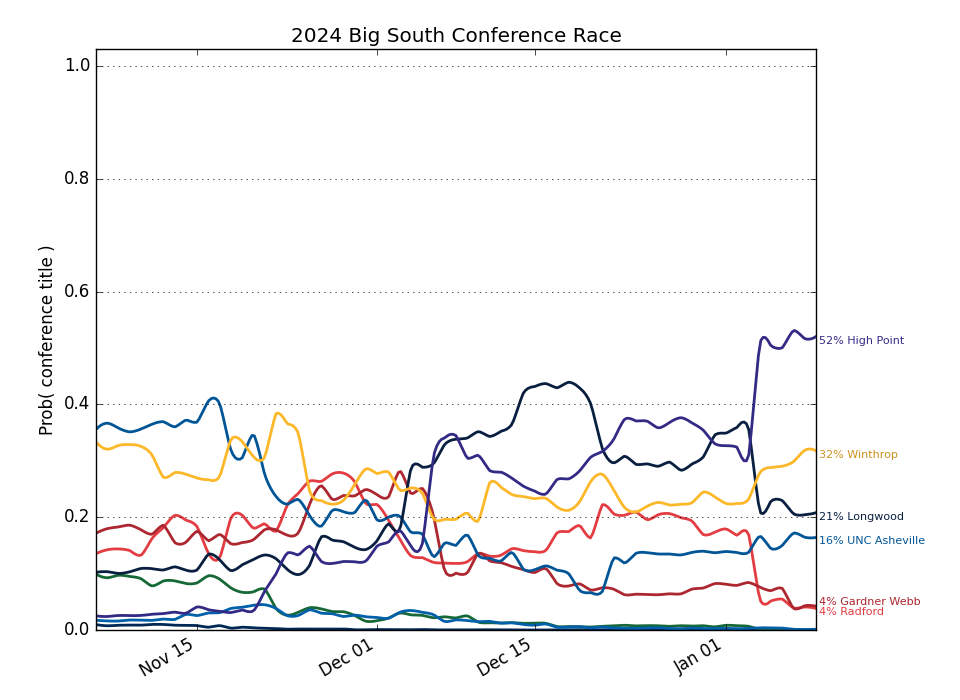 2024 Big South Conference Race
Prob( conference title )
1.0
0.8
0.6
0.4
0.2
0.0
52% High Point
32% Winthrop
21% Longwood
16% UNC Asheville
4% Gardner Webb
4% Radford
Nov 15
Dec 01
Dec 15
Jan 01